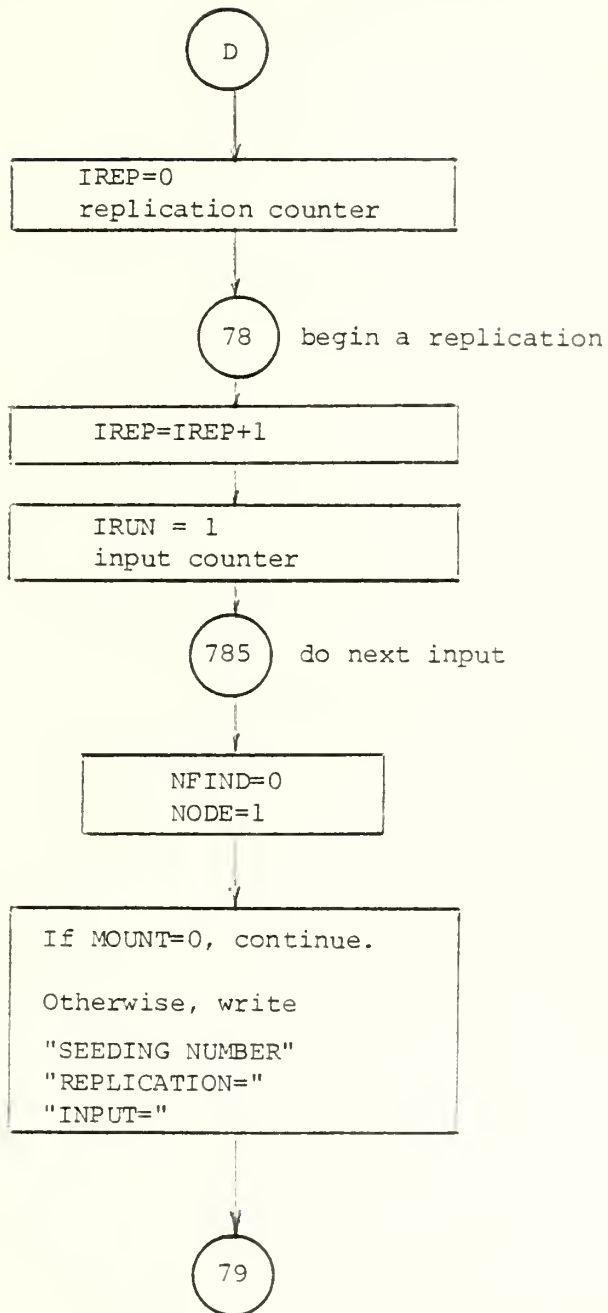 D
IREP=0
replication counter
78 begin a replication
IREP=IREP+1
IRUN = 1
input counter
785 do next input
NFIND=0
NODE=1
If MOUNT=0, continue.
Otherwise, write
"SEEDING NUMBER"
"REPLICATION="
"INPUT="
79